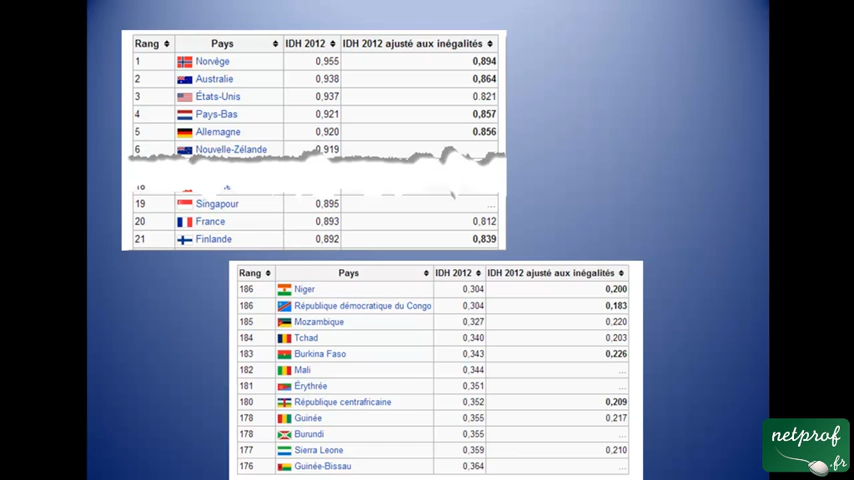 Rang Pays IDH 2012 IDH 2012 ajusté aux inégalités
1 Norvège 0,955 0,894
2 Australie 0,938 0,864
3 États-Unis 0,937 0.821
4 Pays-Bas 0,921 0,857
5 Allemagne 0,920 0.856
6 Nouvelle-Zélande 0,919
19 Singapour 0,895 ...
20 France 0,893 0,812
21 Finlande 0,892 0,839
Rang Pays IDH 2012 IDH 2012 ajusté aux inégalités
186 Niger 0,304 0,200
186 République démocratique du Congo 0,304 0,183
185 Mozambique 0,327 0,220
184 Tchad 0,340 0,203
183 Burkina Faso 0,343 0,226
182 Mali 0,344 ...
181 Érythrée 0,351 ...
180 République centrafricaine 0,352 0,209
178 Guinée 0,355 0,217
178 Burundi 0,355 ...
177 Sierra Leone 0,359 0,210
176 Guinée-Bissau 0,364 ...
netprof
.fr